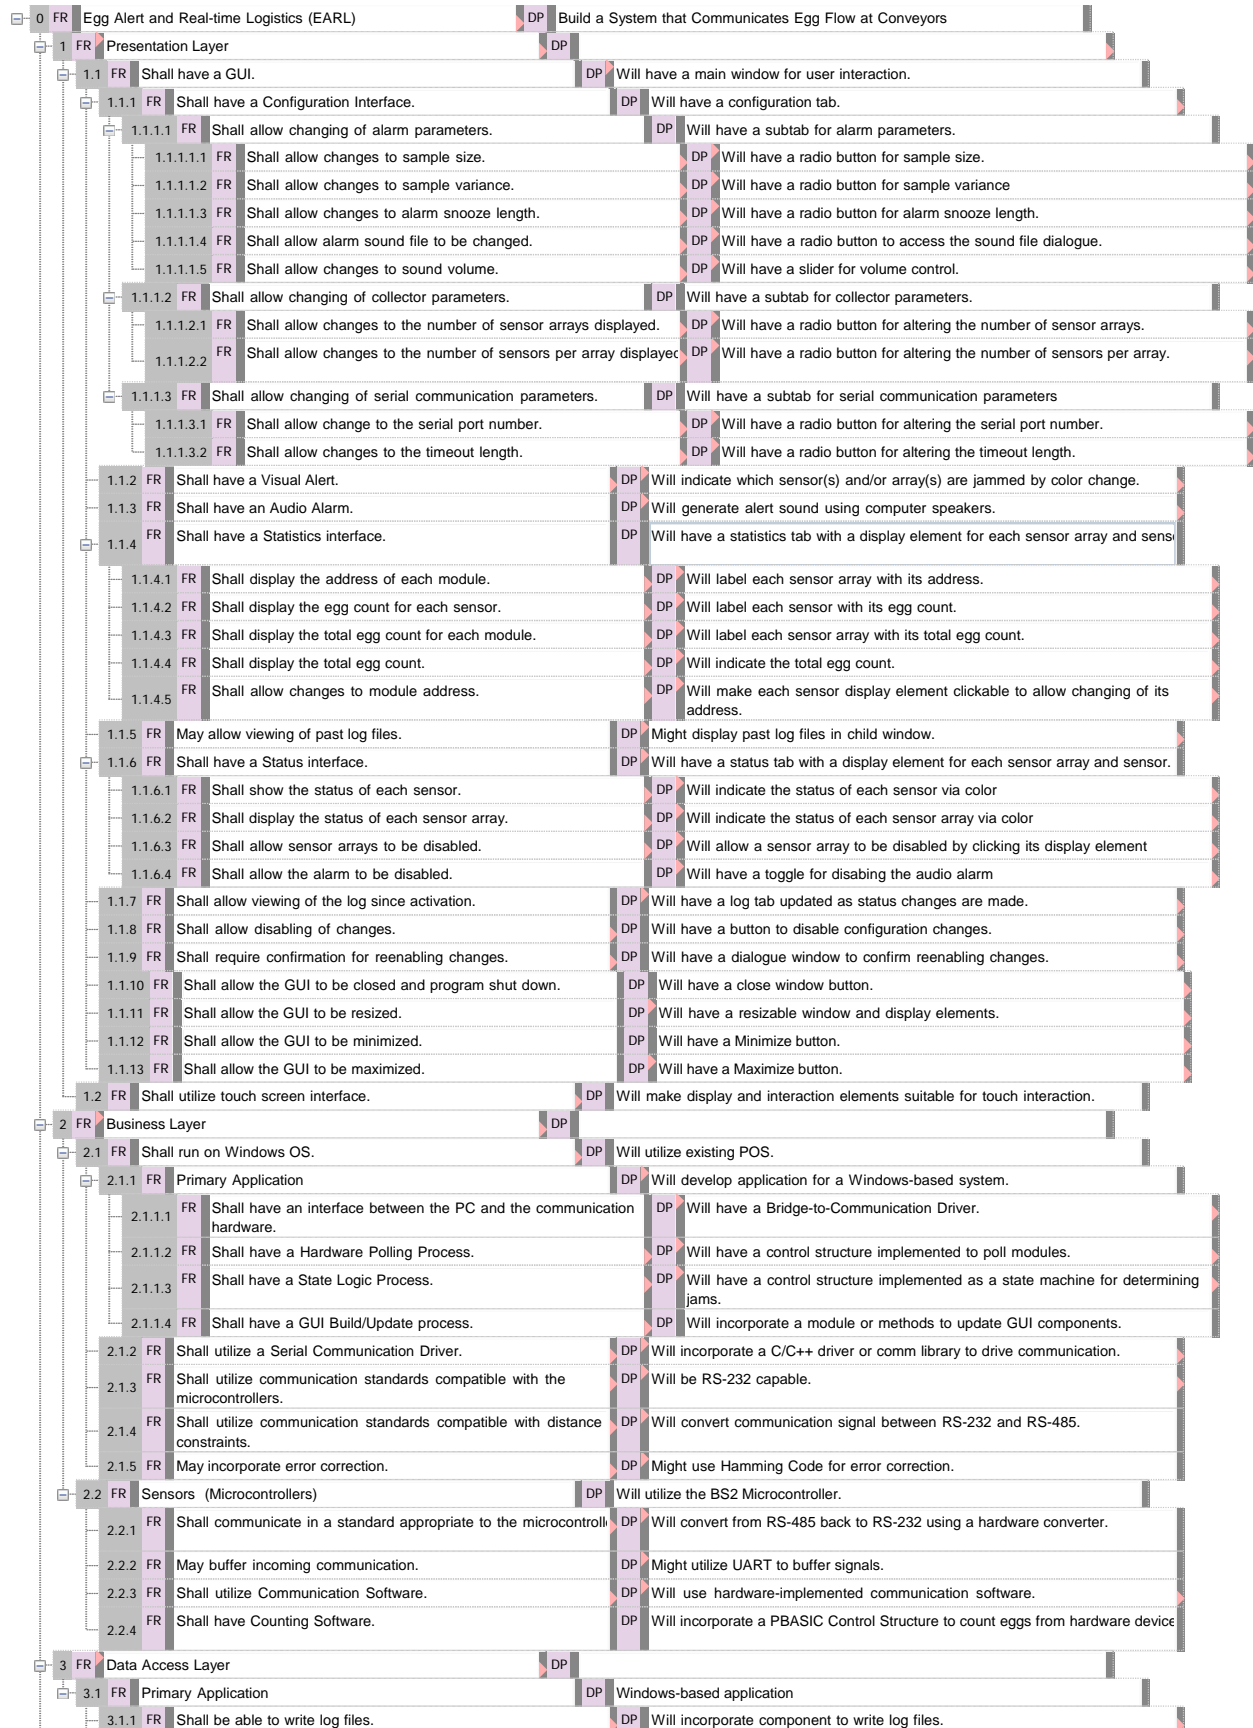 0 FR Egg Alert and Real-time Logistics (EARL) DP Build a System that Communicates Egg Flow at Conveyors
1 FR Presentation Layer DP
1.1 FR Shall have a GUI. DP Will have a main window for user interaction.
1.1.1 FR Shall have a Configuration Interface. DP Will have a configuration tab.
1.1.1.1 FR Shall allow changing of alarm parameters. DP Will have a subtab for alarm parameters.
1.1.1.1.1 FR Shall allow changes to sample size. DP Will have a radio button for sample size.
1.1.1.1.2 FR Shall allow changes to sample variance. DP Will have a radio button for sample variance
1.1.1.1.3 FR Shall allow changes to alarm snooze length. DP Will have a radio button for alarm snooze length.
1.1.1.1.4 FR Shall allow alarm sound file to be changed. DP Will have a radio button to access the sound file dialogue.
1.1.1.1.5 FR Shall allow changes to sound volume. DP Will have a slider for volume control.
1.1.1.2 FR Shall allow changing of collector parameters. DP Will have a subtab for collector parameters.
1.1.1.2.1 FR Shall allow changes to the number of sensor arrays displayed. DP Will have a radio button for altering the number of sensor arrays.
1.1.1.2.2 FR Shall allow changes to the number of sensors per array displayed DP Will have a radio button for altering the number of sensors per array.
1.1.1.3 FR Shall allow changing of serial communication parameters. DP Will have a subtab for serial communication parameters
1.1.1.3.1 FR Shall allow change to the serial port number. DP Will have a radio button for altering the serial port number.
1.1.1.3.2 FR Shall allow changes to the timeout length. DP Will have a radio button for altering the timeout length.
1.1.2 FR Shall have a Visual Alert. DP Will indicate which sensor(s) and/or array(s) are jammed by color change.
1.1.3 FR Shall have an Audio Alarm. DP Will generate alert sound using computer speakers.
1.1.4 FR Shall have a Statistics interface. DP Will have a statistics tab with a display element for each sensor array and sens
1.1.4.1 FR Shall display the address of each module. DP Will label each sensor array with its address.
1.1.4.2 FR Shall display the egg count for each sensor. DP Will label each sensor with its egg count.
1.1.4.3 FR Shall display the total egg count for each module. DP Will label each sensor array with its total egg count.
1.1.4.4 FR Shall display the total egg count. DP Will indicate the total egg count.
1.1.4.5 FR Shall allow changes to module address. DP Will make each sensor display element clickable to allow changing of its
address.
1.1.5 FR May allow viewing of past log files. DP Might display past log files in child window.
1.1.6 FR Shall have a Status interface. DP Will have a status tab with a display element for each sensor array and sensor.
1.1.6.1 FR Shall show the status of each sensor. DP Will indicate the status of each sensor via color
1.1.6.2 FR Shall display the status of each sensor array. DP Will indicate the status of each sensor array via color
1.1.6.3 FR Shall allow sensor arrays to be disabled. DP Will allow a sensor array to be disabled by clicking its display element
1.1.6.4 FR Shall allow the alarm to be disabled. DP Will have a toggle for disabing the audio alarm
1.1.7 FR Shall allow viewing of the log since activation. DP Will have a log tab updated as status changes are made.
1.1.8 FR Shall allow disabling of changes. DP Will have a button to disable configuration changes.
1.1.9 FR Shall require confirmation for reenabling changes. DP Will have a dialogue window to confirm reenabling changes.
1.1.10 FR Shall allow the GUI to be closed and program shut down. DP Will have a close window button.
1.1.11 FR Shall allow the GUI to be resized. DP Will have a resizable window and display elements.
1.1.12 FR Shall allow the GUI to be minimized. DP Will have a Minimize button.
1.1.13 FR Shall allow the GUI to be maximized. DP Will have a Maximize button.
1.2 FR Shall utilize touch screen interface. DP Will make display and interaction elements suitable for touch interaction.
2 FR Business Layer DP
2.1 FR Shall run on Windows OS. DP Will utilize existing POS.
2.1.1 FR Primary Application DP Will develop application for a Windows-based system.
2.1.1.1 FR Shall have an interface between the PC and the communication DP Will have a Bridge-to-Communication Driver.
hardware.
2.1.1.2 FR Shall have a Hardware Polling Process. DP Will have a control structure implemented to poll modules.
2.1.1.3 FR Shall have a State Logic Process. DP Will have a control structure implemented as a state machine for determining
jams.
2.1.1.4 FR Shall have a GUI Build/Update process. DP Will incorporate a module or methods to update GUI components.
2.1.2 FR Shall utilize a Serial Communication Driver. DP Will incorporate a C/C++ driver or comm library to drive communication.
2.1.3 FR Shall utilize communication standards compatible with the DP Will be RS-232 capable.
microcontrollers.
2.1.4 FR Shall utilize communication standards compatible with distance DP Will convert communication signal between RS-232 and RS-485.
constraints.
2.1.5 FR May incorporate error correction. DP Might use Hamming Code for error correction.
2.2 FR Sensors (Microcontrollers) DP Will utilize the BS2 Microcontroller.
2.2.1 FR Shall communicate in a standard appropriate to the microcontroll DP Will convert from RS-485 back to RS-232 using a hardware converter.
2.2.2 FR May buffer incoming communication. DP Might utilize UART to buffer signals.
2.2.3 FR Shall utilize Communication Software. DP Will use hardware-implemented communication software.
2.2.4 FR Shall have Counting Software. DP Will incorporate a PBASIC Control Structure to count eggs from hardware device
3 FR Data Access Layer DP
3.1 FR Primary Application DP Windows-based application
3.1.1 FR Shall be able to write log files. DP Will incorporate component to write log files.